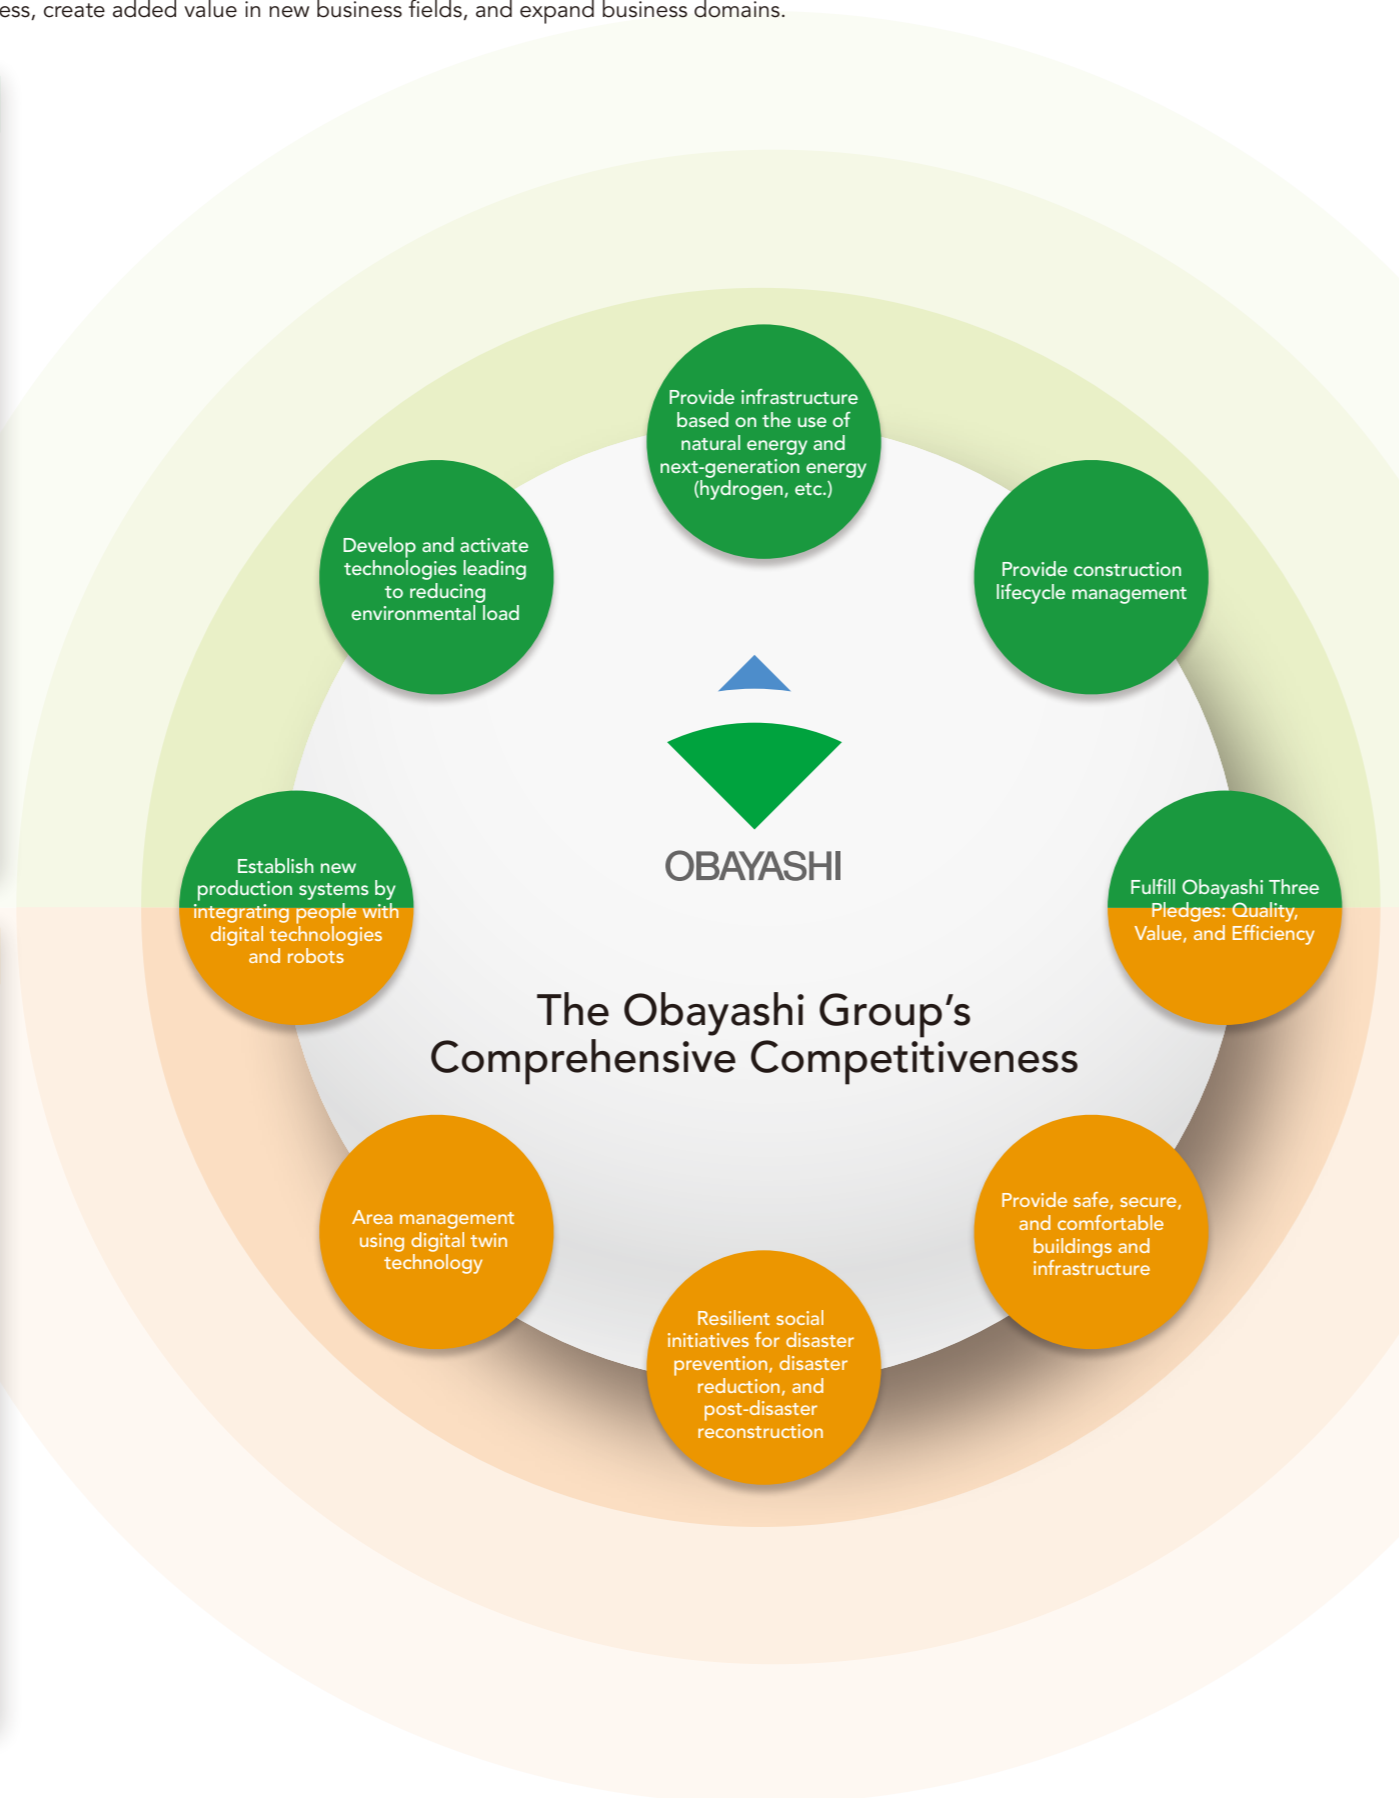 create added value in new business fields, and expand business domains.
Provide infrastructure
based on the use of
natural energy and
next-generation energy
(hydrogen, etc.)
Develop and activate
technologies leading
to reducing
environmental load
Provide construction
lifecycle management
OBAYASHI
Establish new
production systems by
integrating people with
digital technologies
and robots
Fulfill Obayashi Three
Pledges: Quality,
Value, and Efficiency
The Obayashi Group’s
Comprehensive Competitiveness
Area management
using digital twin
technology
Provide safe, secure,
and comfortable
buildings and
infrastructure
Resilient social
initiatives for disaster
prevention, disaster
reduction, and
post-disaster
reconstruction